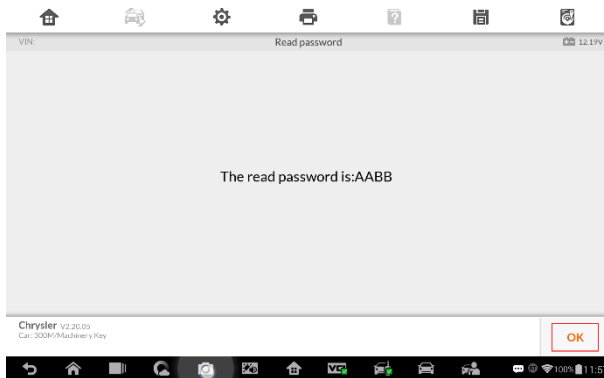 VIN: Read password 12.19V
The read password is:AABB
Chrysler V2.20.05
Car: 300M/Machinery Key
OK
VCI 100% 11:5